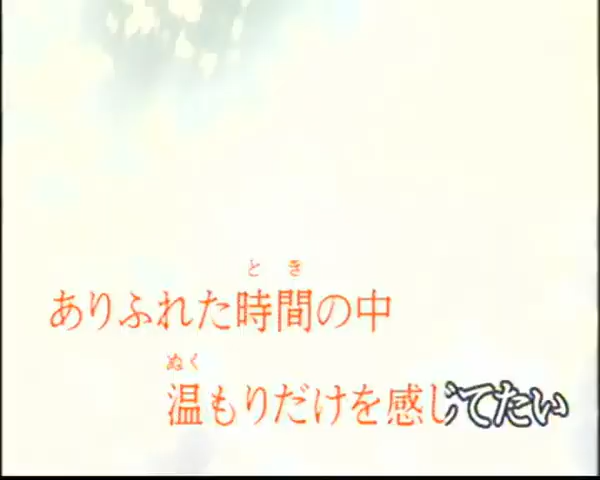 とき
ありふれた時間の中
ぬく
温もりだけを感じてたい